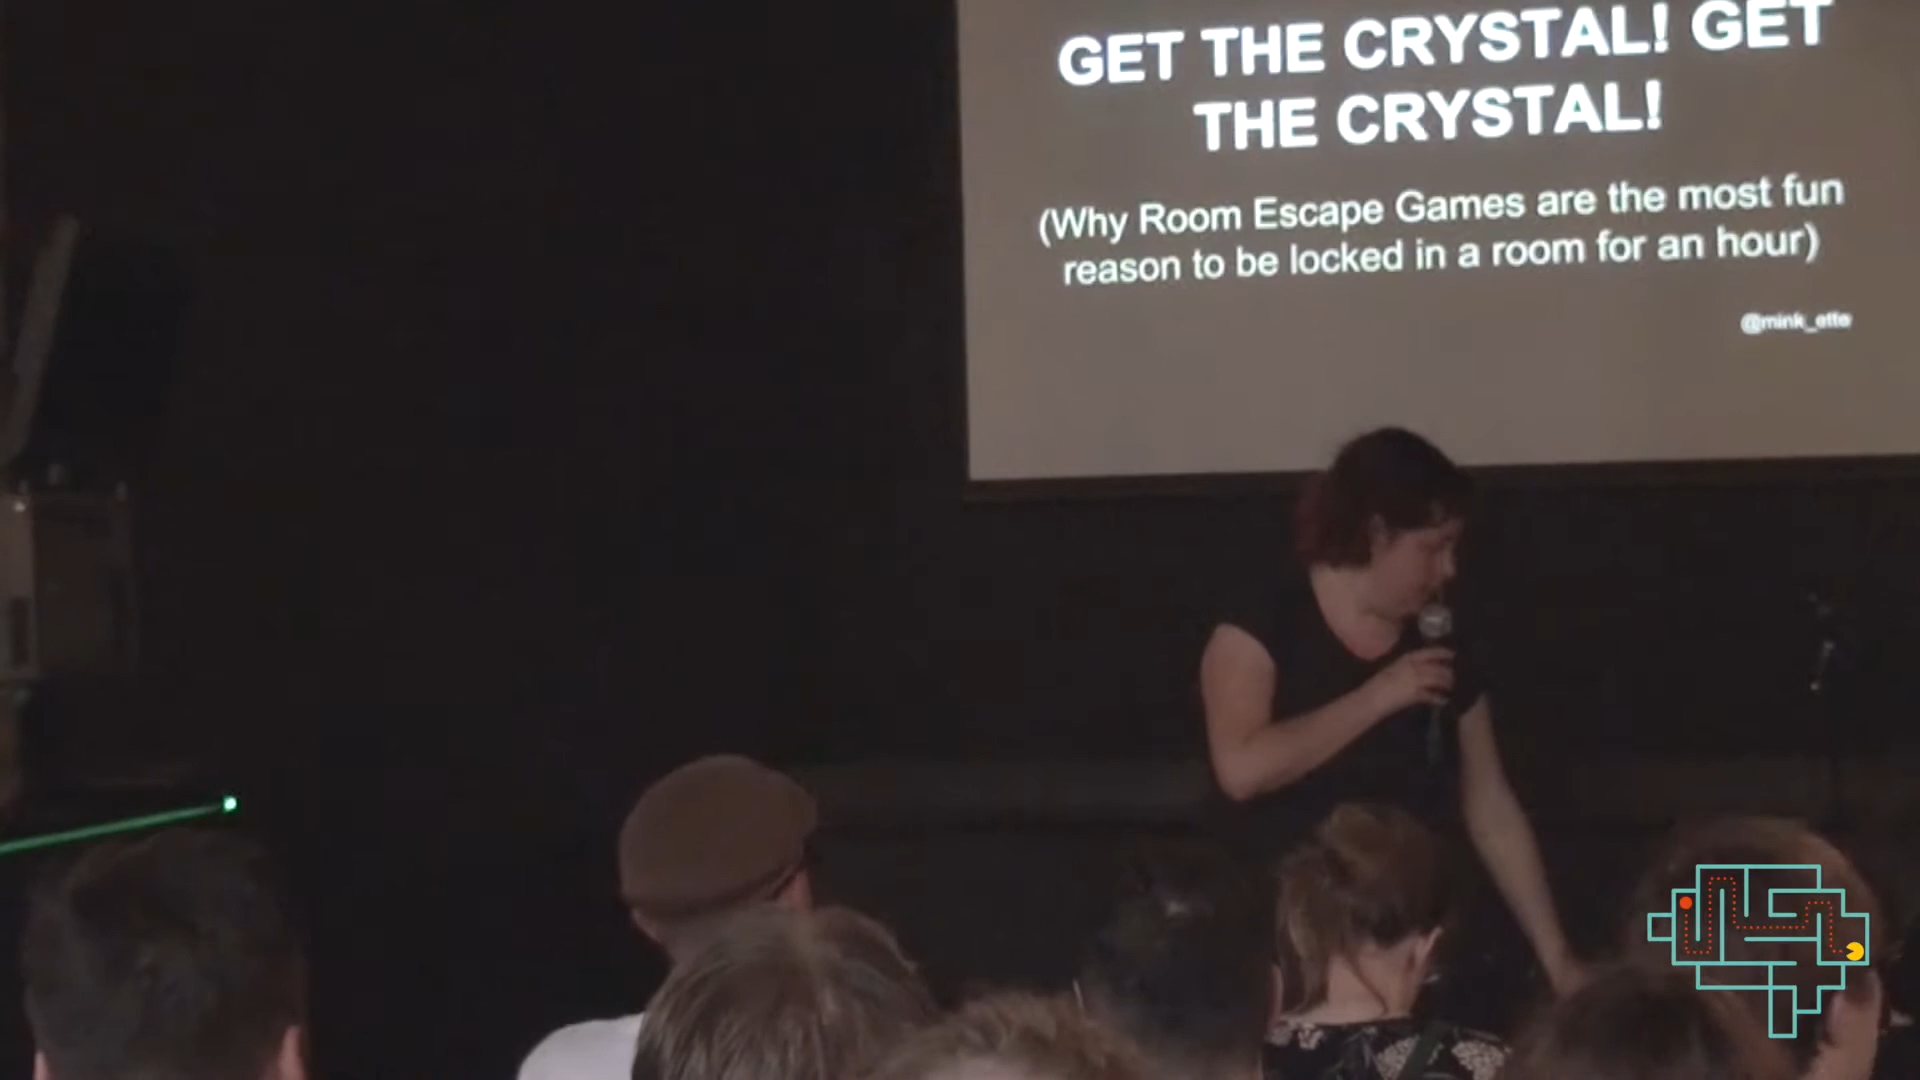 GET THE CRYSTAL! GET
THE CRYSTAL!
(Why Room Escape Games are the most fun
reason to be locked in a room for an hour)
@mink_ette